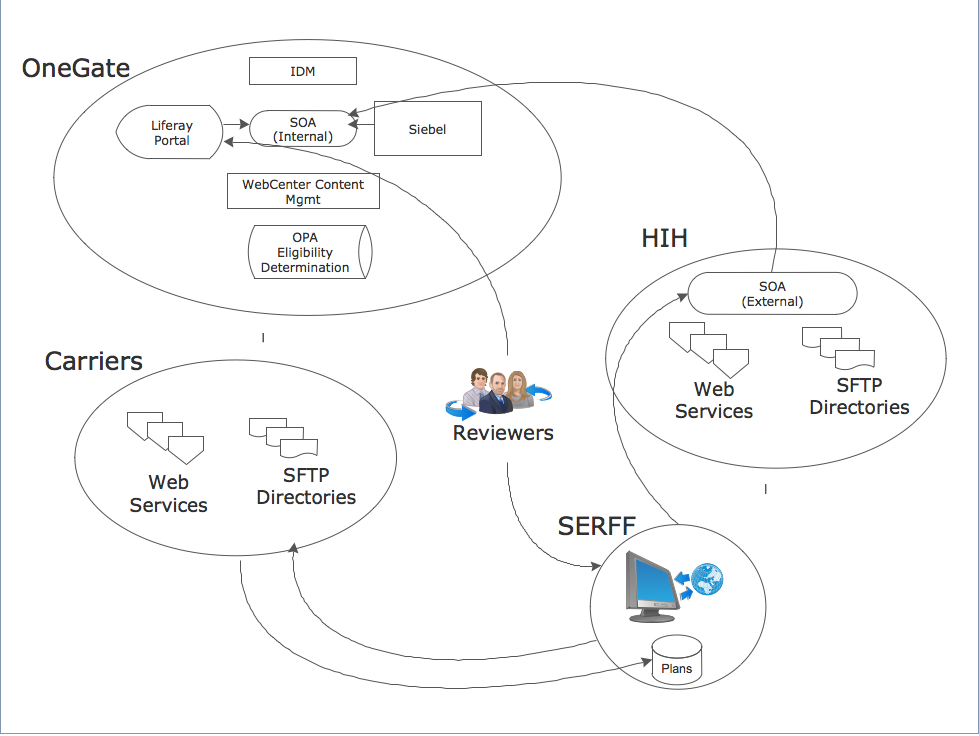 OneGate
IDM
Liferay
Portal
SOA
(Internal)
Siebel
WebCenter Content
Mgmt
OPA
Eligibility
Determination
HIH
SOA
(External)
Web
Services
SFTP
Directories
Carriers
Web
Services
SFTP
Directories
Reviewers
SERFF
Plans